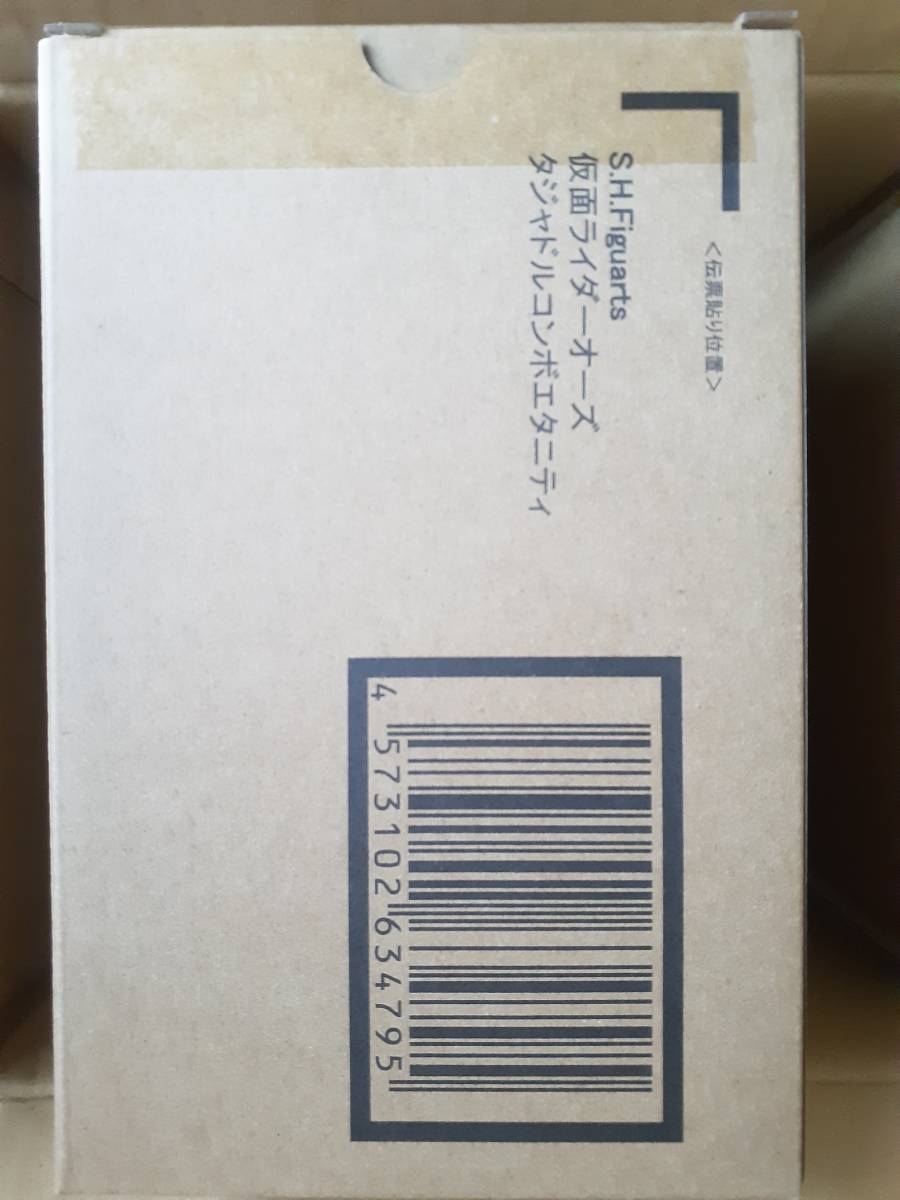 <伝票貼り位置>
S.H.Figuarts
仮面ライダーオーズ
タジャドルコンボエタニティ
4 573102 634795